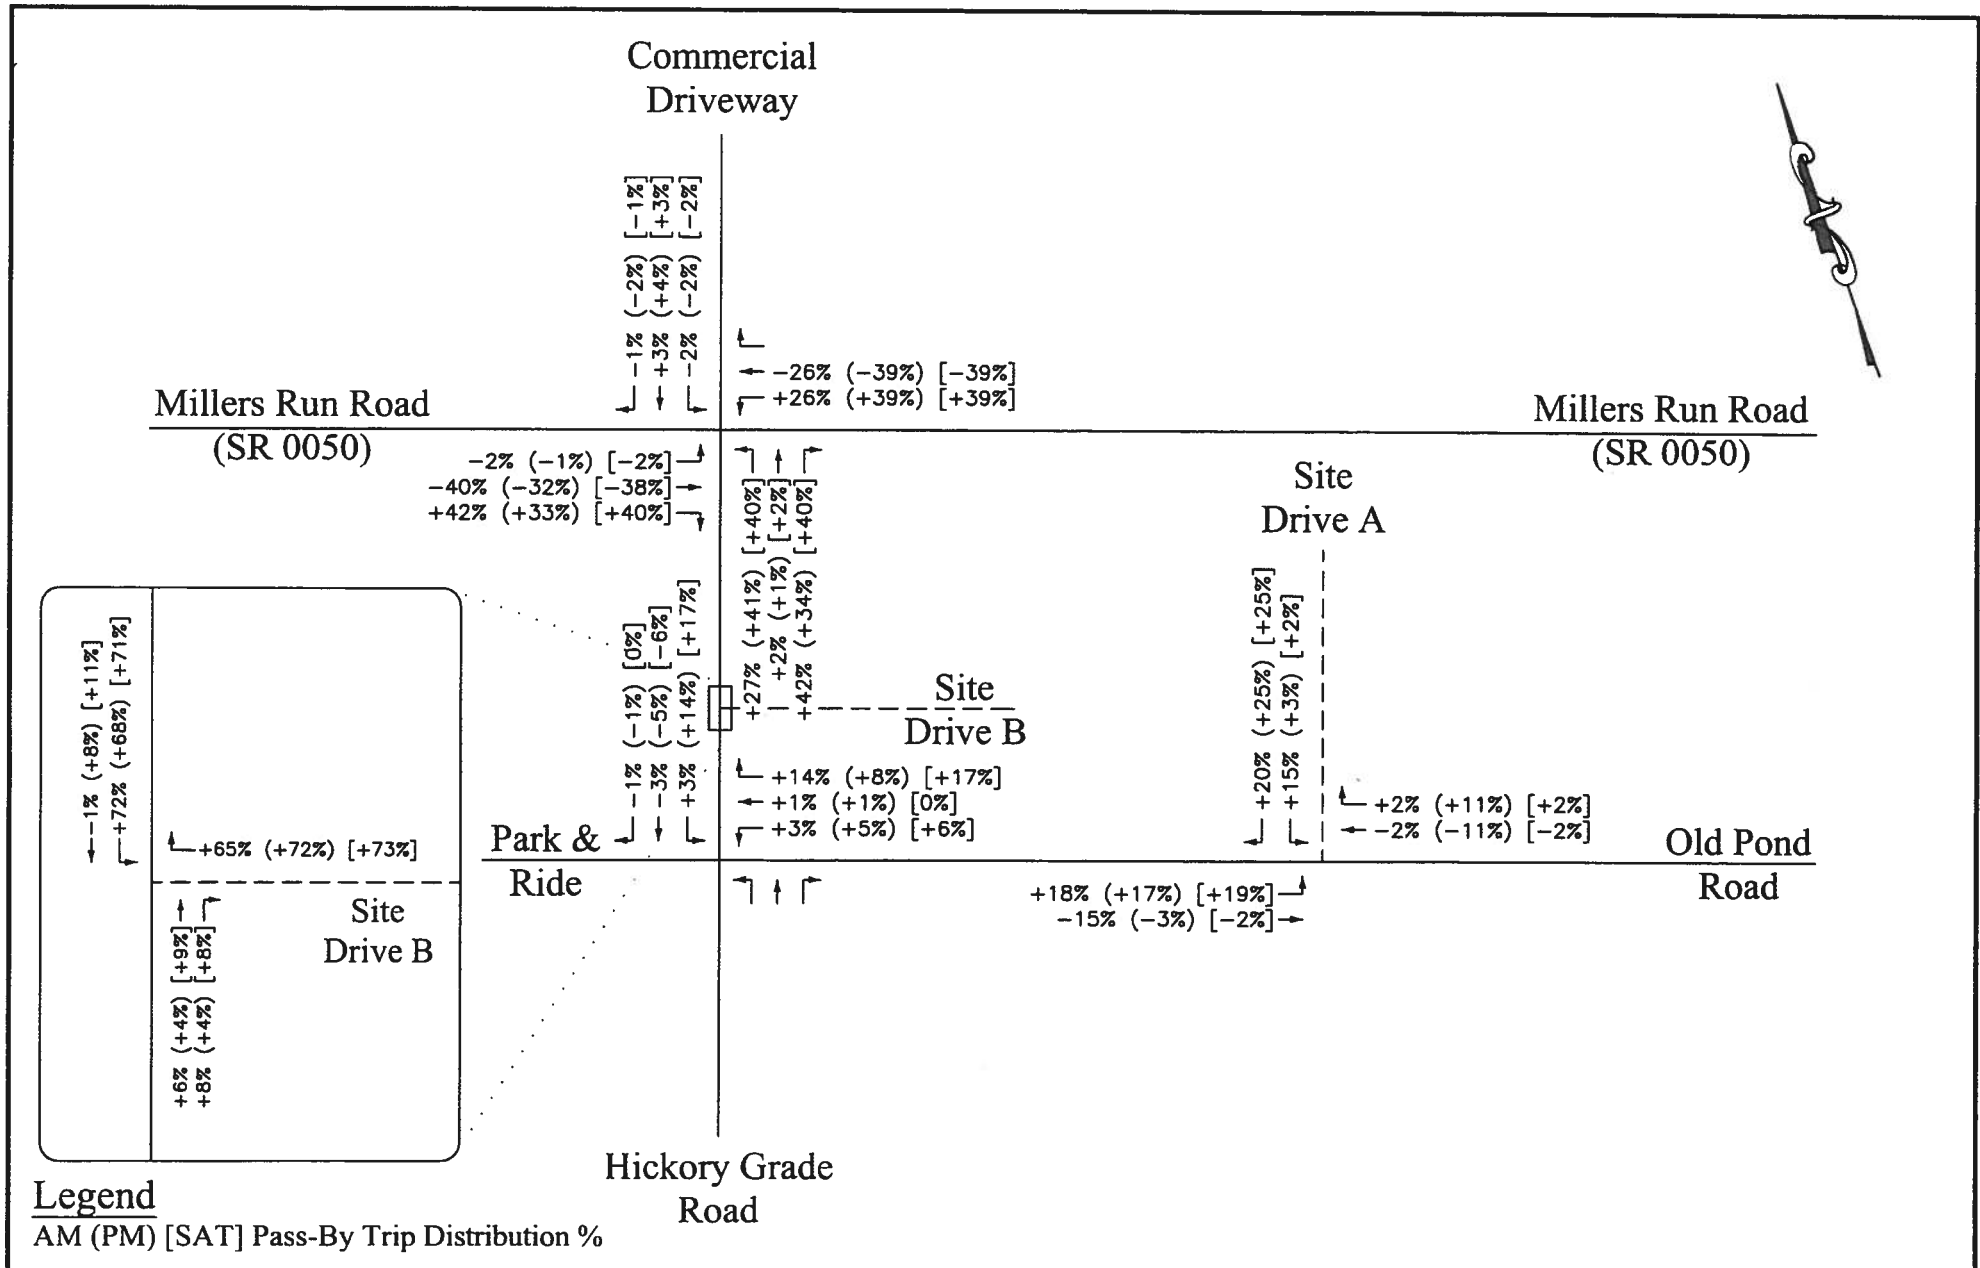 Commercial
Driveway
-1% (-2%) [-1%]
+3% (+4%) [+3%]
-2% (-2%) [-2%]
-26% (-39%) [-39%]
+26% (+39%) [+39%]
Millers Run Road
(SR 0050)
Millers Run Road
(SR 0050)
-2% (-1%) [-2%]
-40% (-32%) [-38%]
+42% (+33%) [+40%]
+27% (+41%) [+40%]
+2% (+1%) [+2%]
+42% (+34%) [+40%]
Site
Drive A
+20% (+25%) [+25%]
+15% (+3%) [+2%]
-1% (-1%) [0%]
-3% (-5%) [-6%]
+3% (+14%) [+17%]
Site
Drive B
+14% (+8%) [+17%]
+1% (+1%) [0%]
+3% (+5%) [+6%]
+2% (+11%) [+2%]
-2% (-11%) [-2%]
Park &
Ride
Old Pond
Road
+18% (+17%) [+19%]
-15% (-3%) [-2%]
-1% (+8%) [+11%]
+72% (+68%) [+71%]
+65% (+72%) [+73%]
Site
Drive B
+6% (+4%) [+9%]
+8% (+4%) [+8%]
Hickory Grade
Road
Legend
AM (PM) [SAT] Pass-By Trip Distribution %